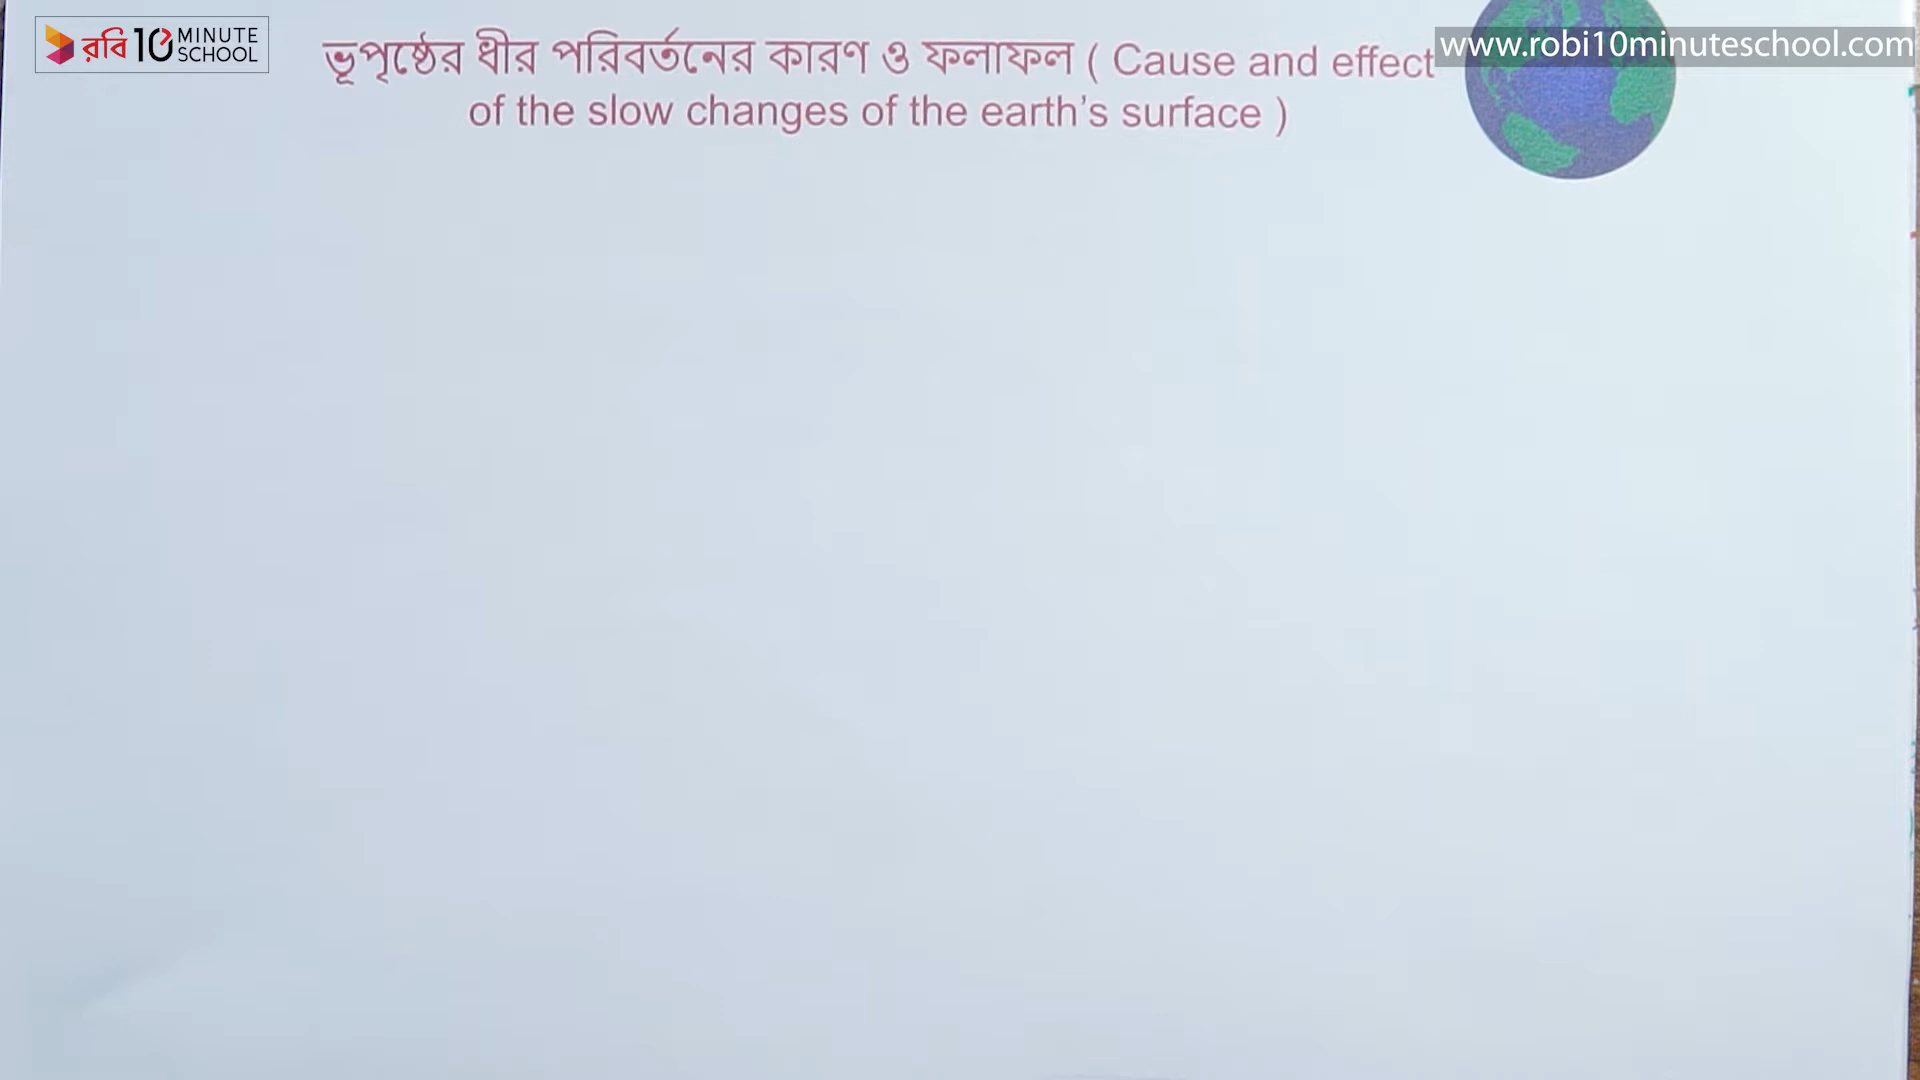 রবি 10 MINUTE SCHOOL
www.robi10minuteschool.com
ভূপৃষ্ঠের ধীর পরিবর্তনের কারণ ও ফলাফল ( Cause and effect
of the slow changes of the earth’s surface )